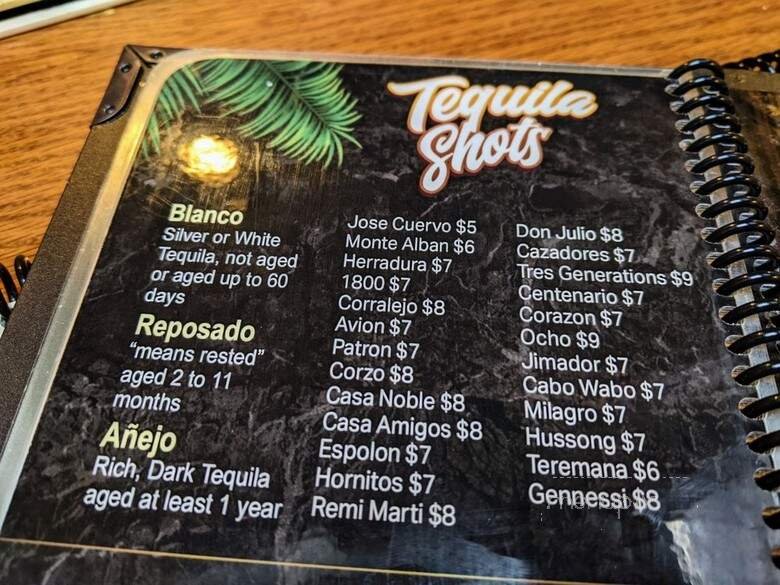 Tequila
Shots
Blanco
Silver or White
Tequila, not aged
or aged up to 60
days
Reposado
“means rested”
aged 2 to 11
months
Añejo
Rich, Dark Tequila
aged at least 1 year
Jose Cuervo $5
Monte Alban $6
Herradura $7
1800 $7
Corralejo $8
Avion $7
Patron $7
Corzo $8
Casa Noble $8
Casa Amigos $8
Espolon $7
Hornitos $7
Remi Marti $8
Don Julio $8
Cazadores $7
Tres Generations $9
Centenario $7
Corazon $7
Ocho $9
Jimador $7
Cabo Wabo $7
Milagro $7
Hussong $7
Teremana $6
Gennessi $8